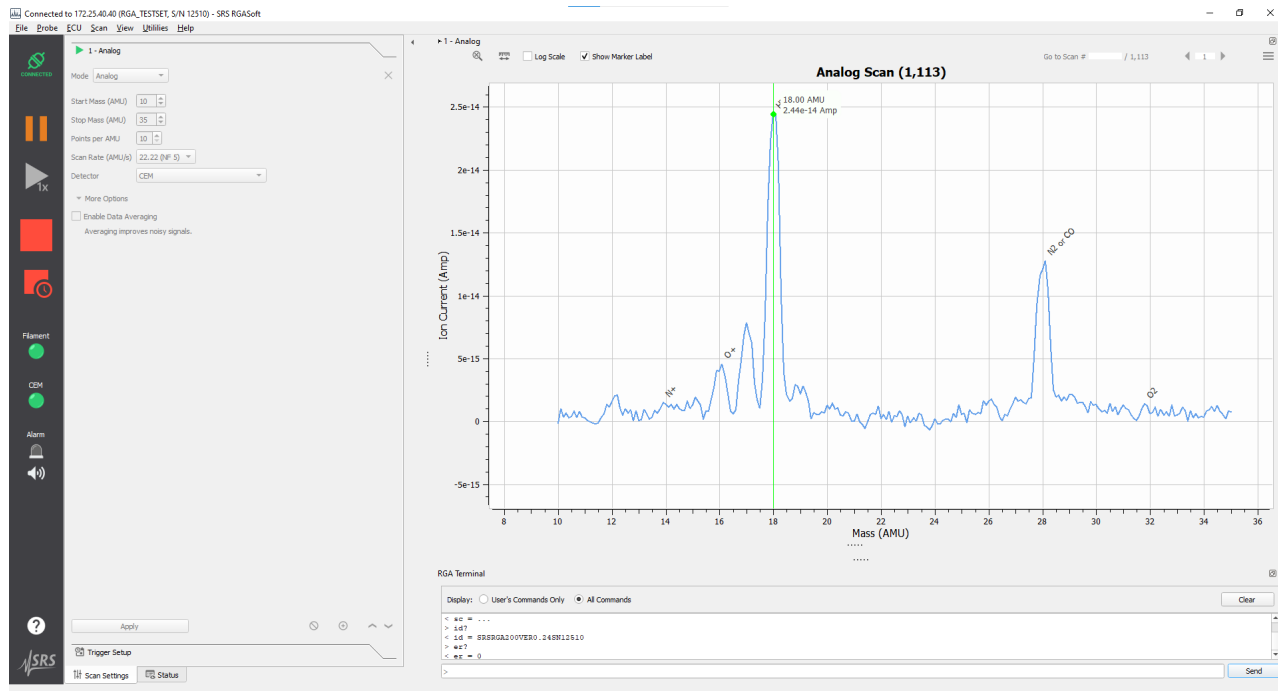 Connected to 172.25.40.40 (RGA_TESTSET, S/N 12510) - SRS RGASoft
File Probe ECU Scan View Utilities Help
CONNECTED
1x
Filament
CEM
Alarm
?
SRS
1 - Analog
Mode Analog
Start Mass (AMU) 10
Stop Mass (AMU) 35
Points per AMU 10
Scan Rate (AMU/s) 22.22 (NF 5)
Detector CEM
More Options
Enable Data Averaging
Averaging improves noisy signals.
Apply
Trigger Setup
Scan Settings Status
1 - Analog
Log Scale Show Marker Label Go to Scan # / 1,113 1
Analog Scan (1,113)
18.00 AMU
2.44e-14 Amp
2.5e-14
2e-14
1.5e-14
1e-14
5e-15
0
-5e-15
Ion Current (Amp)
N+
O+
N2 or CO
O2
8 10 12 14 16 18 20 22 24 26 28 30 32 34 36
Mass (AMU)
RGA Terminal
Display: User's Commands Only All Commands Clear
< sc = ...
> id?
< id = SRSRGA200VER0.24SN12510
> er?
< er = 0
> Send